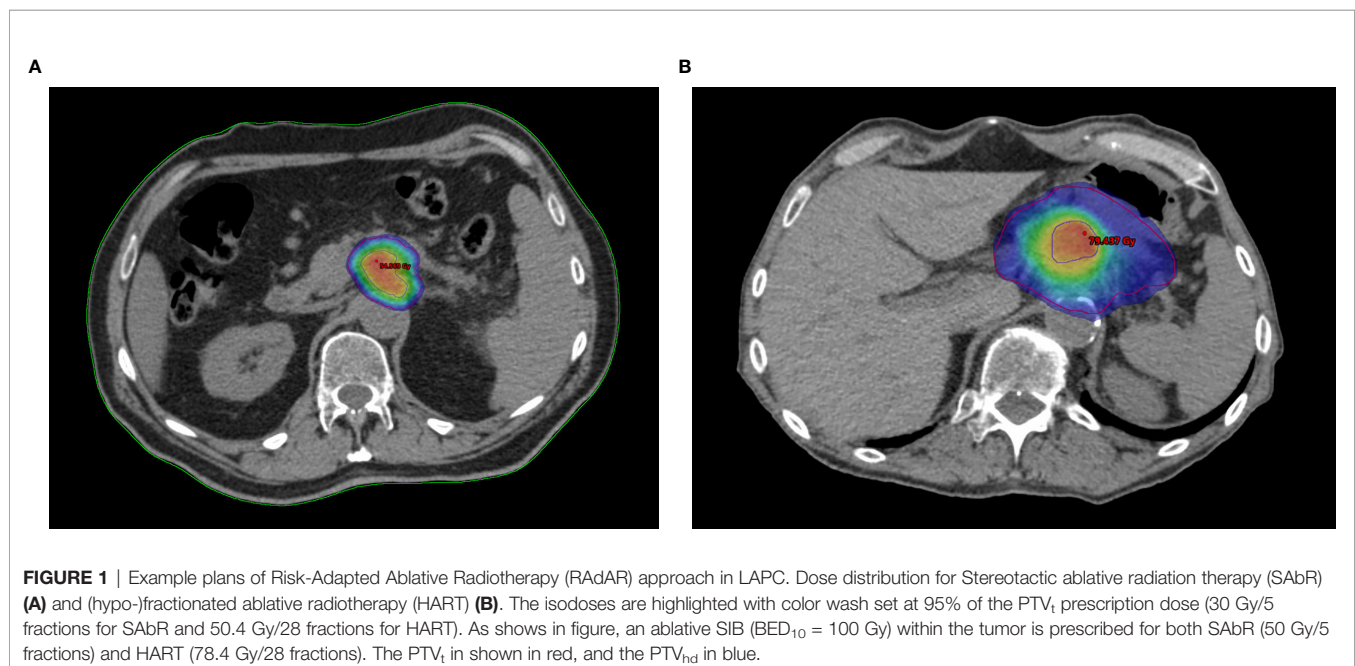 A
B
79.437 Gy
FIGURE 1 | Example plans of Risk-Adapted Ablative Radiotherapy (RAdAR) approach in LAPC. Dose distribution for Stereotactic ablative radiation therapy (SAbR)
(A) and (hypo-)fractionated ablative radiotherapy (HART) (B). The isodoses are highlighted with color wash set at 95% of the PTVt prescription dose (30 Gy/5
fractions for SAbR and 50.4 Gy/28 fractions for HART). As shows in figure, an ablative SIB (BED10 = 100 Gy) within the tumor is prescribed for both SAbR (50 Gy/5
fractions) and HART (78.4 Gy/28 fractions). The PTVt in shown in red, and the PTVhd in blue.